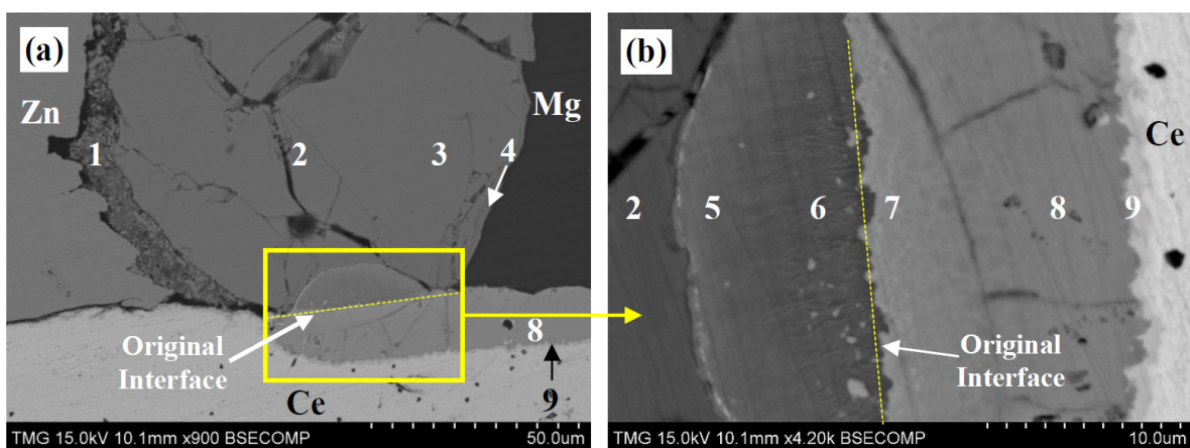 (a)
Zn
Mg
1
2
3
4
8
Original
Interface
Ce
9
TMG 15.0kV 10.1mm x900 BSECOMP
50.0um
(b)
Ce
2
5
6
7
8
9
Original
Interface
TMG 15.0kV 10.1mm x4.20k BSECOMP
10.0um